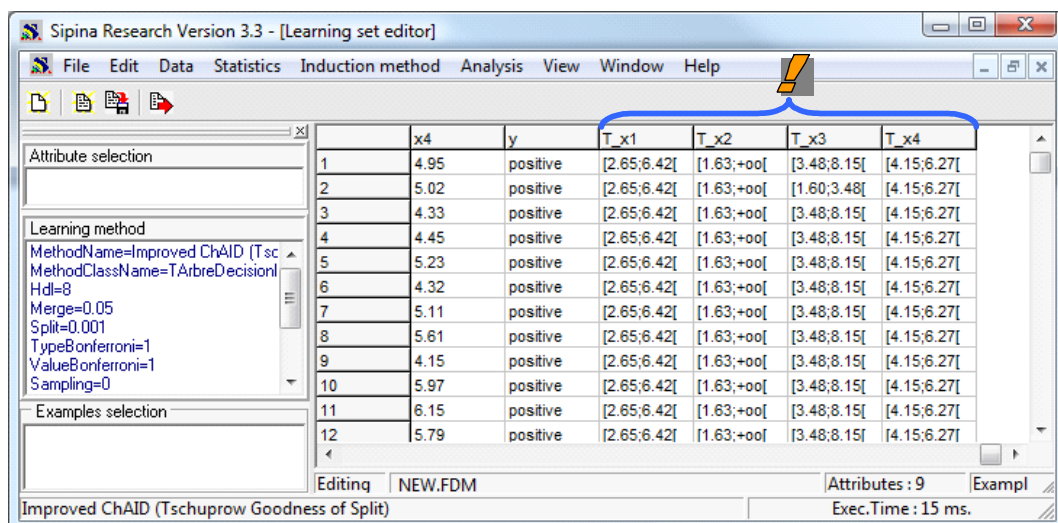 Sipina Research Version 3.3 - [Learning set editor]
File Edit Data Statistics Induction method Analysis View Window Help
Attribute selection
Learning method
MethodName=Improved ChAID (Tsc
MethodClassName=TArbreDecisionI
Hdl=8
Merge=0.05
Split=0.001
TypeBonferroni=1
ValueBonferroni=1
Sampling=0
Examples selection
x4 y T_x1 T_x2 T_x3 T_x4
1 4.95 positive [2.65;6.42[ [1.63;+oo[ [3.48;8.15[ [4.15;6.27[
2 5.02 positive [2.65;6.42[ [1.63;+oo[ [1.60;3.48[ [4.15;6.27[
3 4.33 positive [2.65;6.42[ [1.63;+oo[ [3.48;8.15[ [4.15;6.27[
4 4.45 positive [2.65;6.42[ [1.63;+oo[ [3.48;8.15[ [4.15;6.27[
5 5.23 positive [2.65;6.42[ [1.63;+oo[ [3.48;8.15[ [4.15;6.27[
6 4.32 positive [2.65;6.42[ [1.63;+oo[ [3.48;8.15[ [4.15;6.27[
7 5.11 positive [2.65;6.42[ [1.63;+oo[ [3.48;8.15[ [4.15;6.27[
8 5.61 positive [2.65;6.42[ [1.63;+oo[ [3.48;8.15[ [4.15;6.27[
9 4.15 positive [2.65;6.42[ [1.63;+oo[ [3.48;8.15[ [4.15;6.27[
10 5.97 positive [2.65;6.42[ [1.63;+oo[ [3.48;8.15[ [4.15;6.27[
11 6.15 positive [2.65;6.42[ [1.63;+oo[ [3.48;8.15[ [4.15;6.27[
12 5.79 positive [2.65;6.42[ [1.63;+oo[ [3.48;8.15[ [4.15;6.27[
Editing NEW.FDM Attributes : 9 Exampl
Improved ChAID (Tschuprow Goodness of Split) Exec.Time : 15 ms.